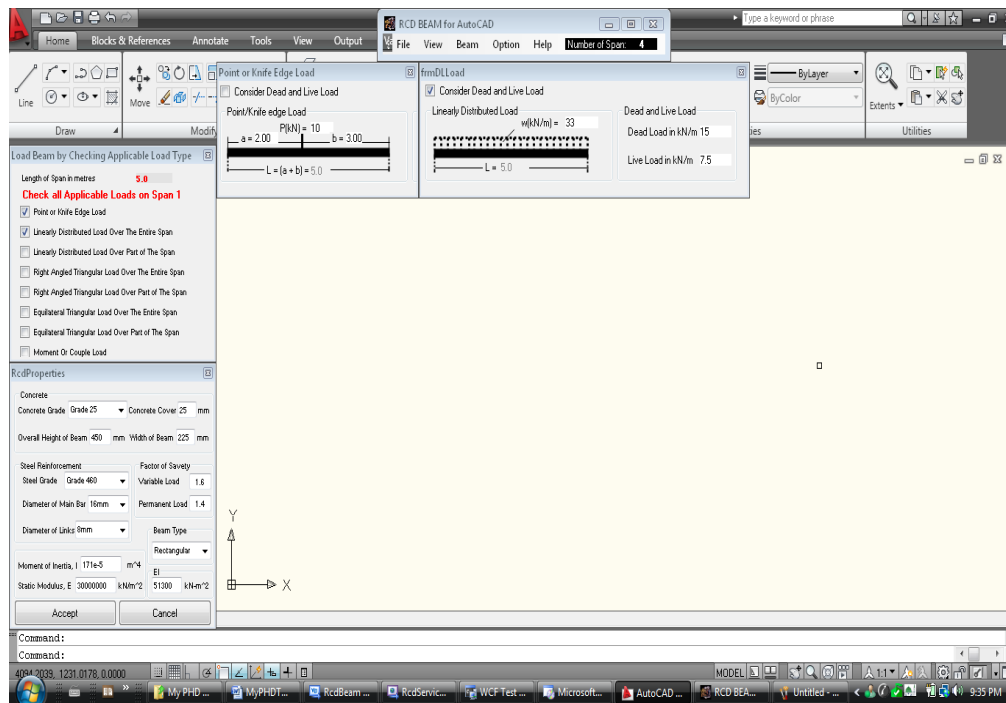 RCD BEAM for AutoCAD
Type a keyword or phrase
Home Blocks & References Annotate Tools View Output
File View Beam Option Help Number of Span: 4
Line
Move
Draw
Modify
ByLayer
ByColor
Extents
Utilities
Point or Knife Edge Load
Consider Dead and Live Load
Point/Knife edge Load
P(kN) = 10
a = 2.00 b = 3.00
L = (a + b) = 5.0
frmDLLoad
Consider Dead and Live Load
Linearly Distributed Load
w(kN/m) = 33
L = 5.0
Dead and Live Load
Dead Load in kN/m 15
Live Load in kN/m 7.5
Load Beam by Checking Applicable Load Type
Length of Span in metres 5.0
Check all Applicable Loads on Span 1
Point or Knife Edge Load
Linearly Distributed Load Over The Entire Span
Linearly Distributed Load Over Part of The Span
Right Angled Triangular Load Over The Entire Span
Right Angled Triangular Load Over Part of The Span
Equilateral Triangular Load Over The Entire Span
Equilateral Triangular Load Over Part of The Span
Moment Or Couple Load
RcdProperties
Concrete
Concrete Grade Grade 25 Concrete Cover 25 mm
Overall Height of Beam 450 mm Width of Beam 225 mm
Steel Reinforcement
Steel Grade Grade 460
Diameter of Main Bar 16mm
Diameter of Links 8mm
Factor of Savety
Variable Load 1.6
Permanent Load 1.4
Beam Type
Rectangular
Moment of Inertia, I 171e-5 m^4
Static Modulus, E 30000000 kN/m^2
EI
51300 kN-m^2
Accept Cancel
Y
X
Command:
Command:
4094.2039, 1231.0178, 0.0000
MODEL
1:1
My PHD ... MyPHDT... RcdBeam ... RcdServic... WCF Test ... Microsoft... AutoCAD ... RCD BEA... Untitled - ... 9:35 PM